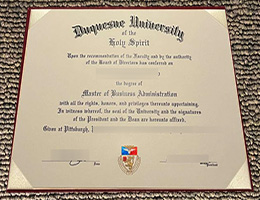 Duquesne University
of the
Holy Spirit
Upon the recommendation of the Faculty and by the authority
of the Board of Directors has conferred on
the degree of
Master of Business Administration
with all the rights, honors, and privileges thereunto appertaining.
In witness whereof, the seal of the University and the signatures
of the President and the Dean are hereunto affixed.
Given at Pittsburgh,